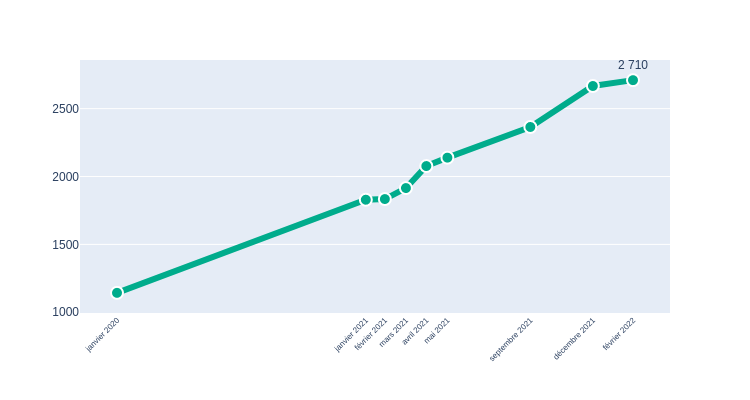 2 710
2500
2000
1500
1000
janvier 2020
janvier 2021
février 2021
mars 2021
avril 2021
mai 2021
septembre 2021
décembre 2021
février 2022